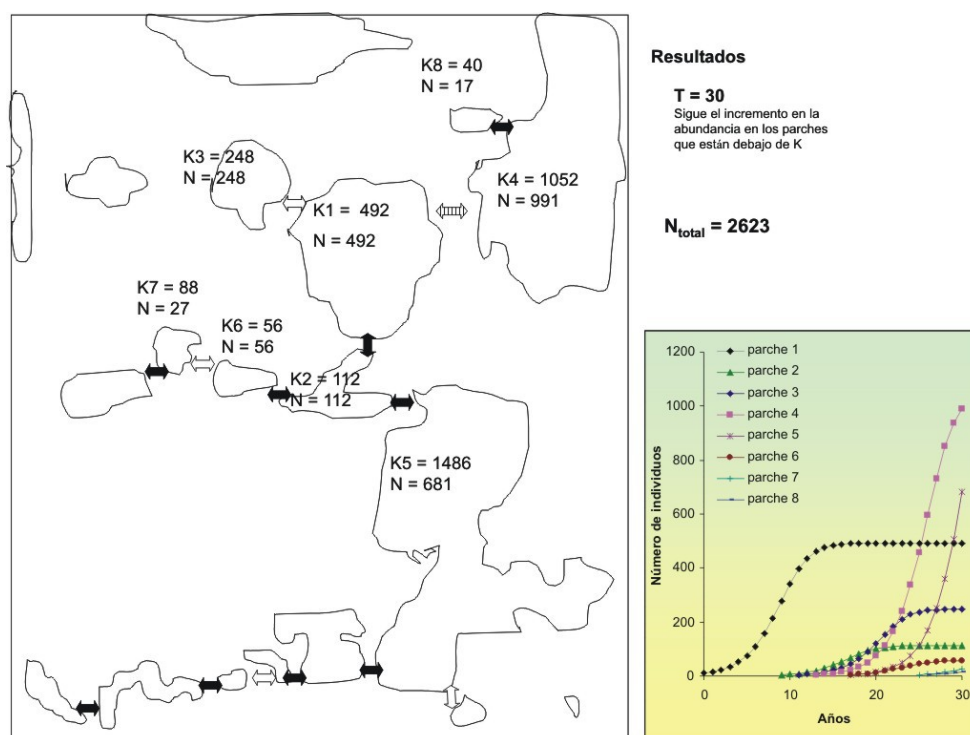 K8 = 40
N = 17
K3 = 248
N = 248
K1 = 492
N = 492
K4 = 1052
N = 991
K7 = 88
N = 27
K6 = 56
N = 56
K2 = 112
N = 112
K5 = 1486
N = 681
Resultados
T = 30
Sigue el incremento en la
abundancia en los parches
que están debajo de K
Ntotal = 2623
Número de individuos
1200
1000
800
600
400
200
0
parche 1
parche 2
parche 3
parche 4
parche 5
parche 6
parche 7
parche 8
0
10
20
30
Años